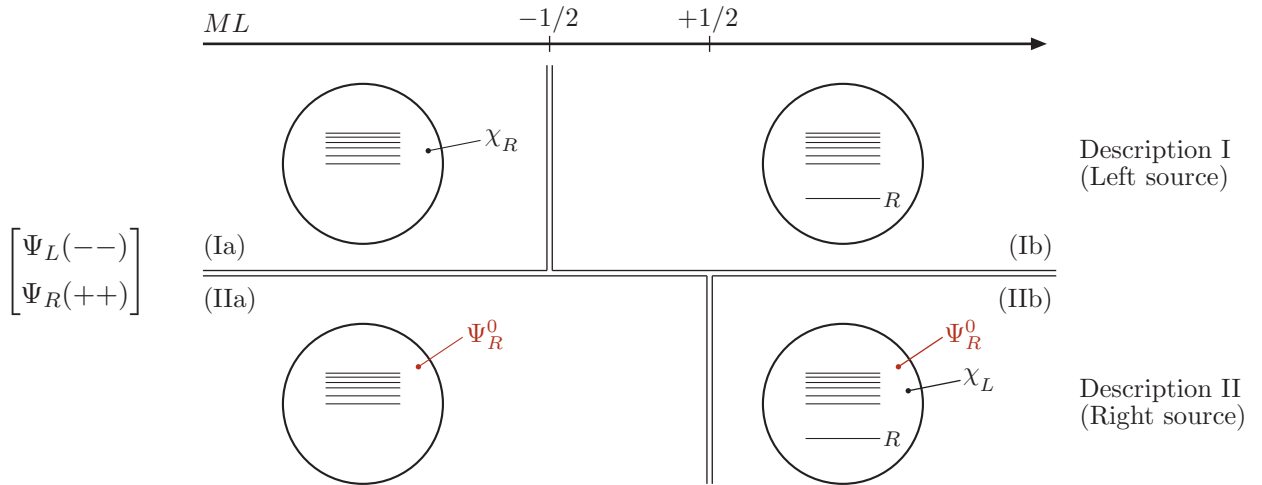 ML
−1/2
+1/2
χ_R
R
Description I
(Left source)
(Ia)
(Ib)
[Ψ_L(−−)]
[Ψ_R(++)]
(IIa)
(IIb)
Ψ_R^0
Ψ_R^0
χ_L
R
Description II
(Right source)